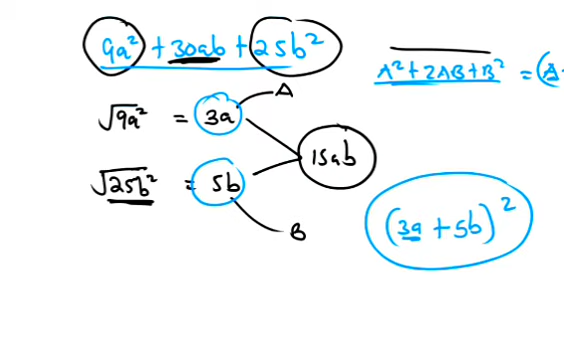 9a² + 30ab + 25b²
A² + 2AB + B² = (A
√9a² = 3a
A
15ab
√25b² = 5b
B
(3a + 5b)²